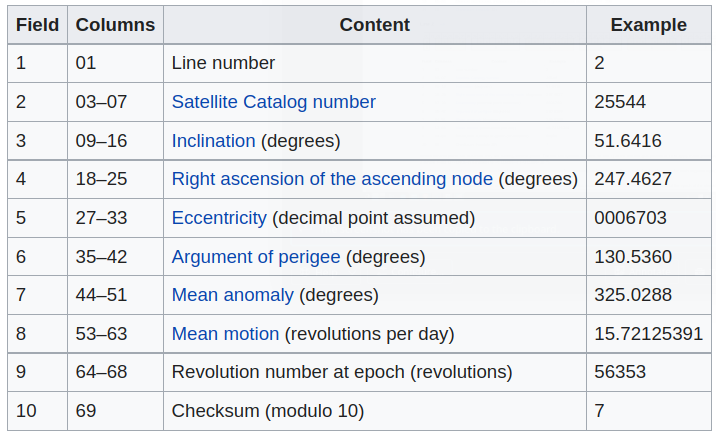 Field Columns Content Example
1 01 Line number 2
2 03–07 Satellite Catalog number 25544
3 09–16 Inclination (degrees) 51.6416
4 18–25 Right ascension of the ascending node (degrees) 247.4627
5 27–33 Eccentricity (decimal point assumed) 0006703
6 35–42 Argument of perigee (degrees) 130.5360
7 44–51 Mean anomaly (degrees) 325.0288
8 53–63 Mean motion (revolutions per day) 15.72125391
9 64–68 Revolution number at epoch (revolutions) 56353
10 69 Checksum (modulo 10) 7